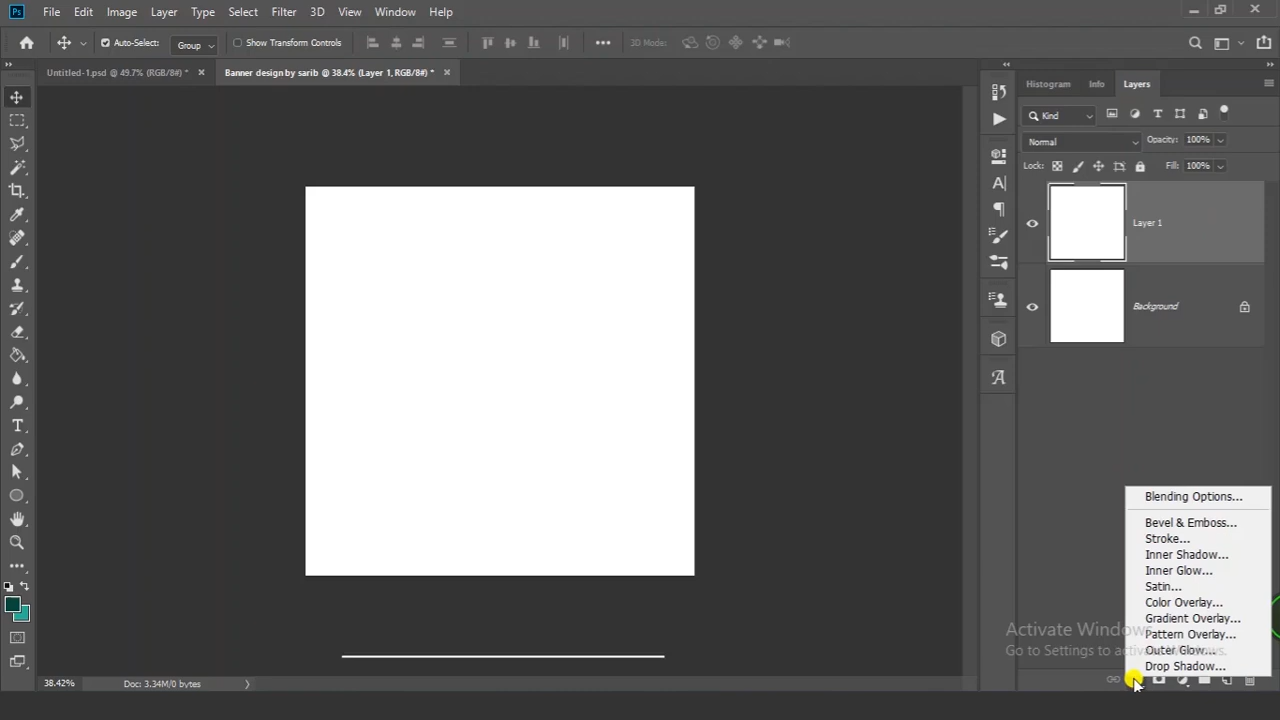 Ps File Edit Image Layer Type Select Filter 3D View Window Help
Auto-Select: Group Show Transform Controls 3D Mode:
Untitled-1.psd @ 49.7% (RGB/8#) * Banner design by sarib @ 38.4% (Layer 1, RGB/8#) *
Histogram Info Layers
Kind
Normal Opacity: 100%
Lock: Fill: 100%
Layer 1
Background
Blending Options...
Bevel & Emboss...
Stroke...
Inner Shadow...
Inner Glow...
Satin...
Color Overlay...
Gradient Overlay...
Pattern Overlay...
Outer Glow...
Drop Shadow...
Activate Windows
Go to Settings to activate Windows.
38.42% Doc: 3.34M/0 bytes